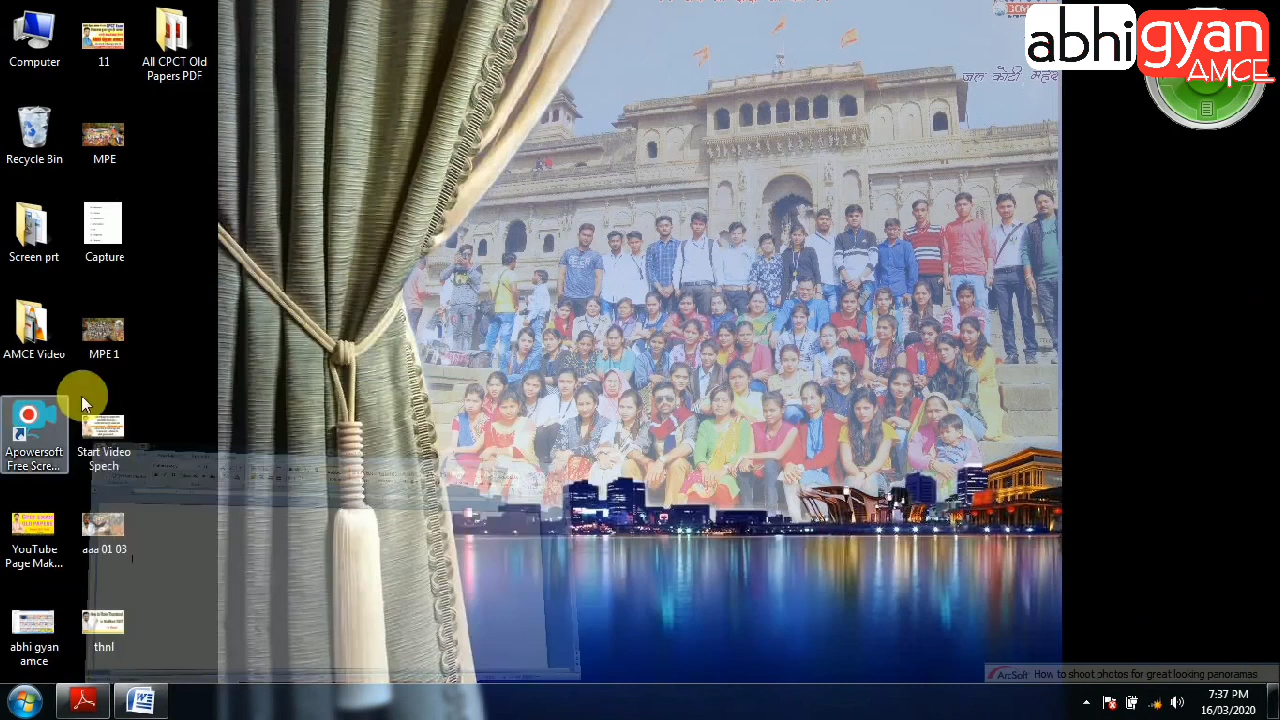 abhigyan
AMCE
Computer
11
All CPCT Old
Papers PDF
Recycle Bin
MPE
Screen prt
Capture
AMCE Video
MPE 1
Apowersoft
Free Scre...
Start Video
Spech
YouTube
Page Mak...
aaa 01 03
abhi gyan
amce
thnl
ArcSoft How to shoot photos for great looking panoramas
7:37 PM
16/03/2020